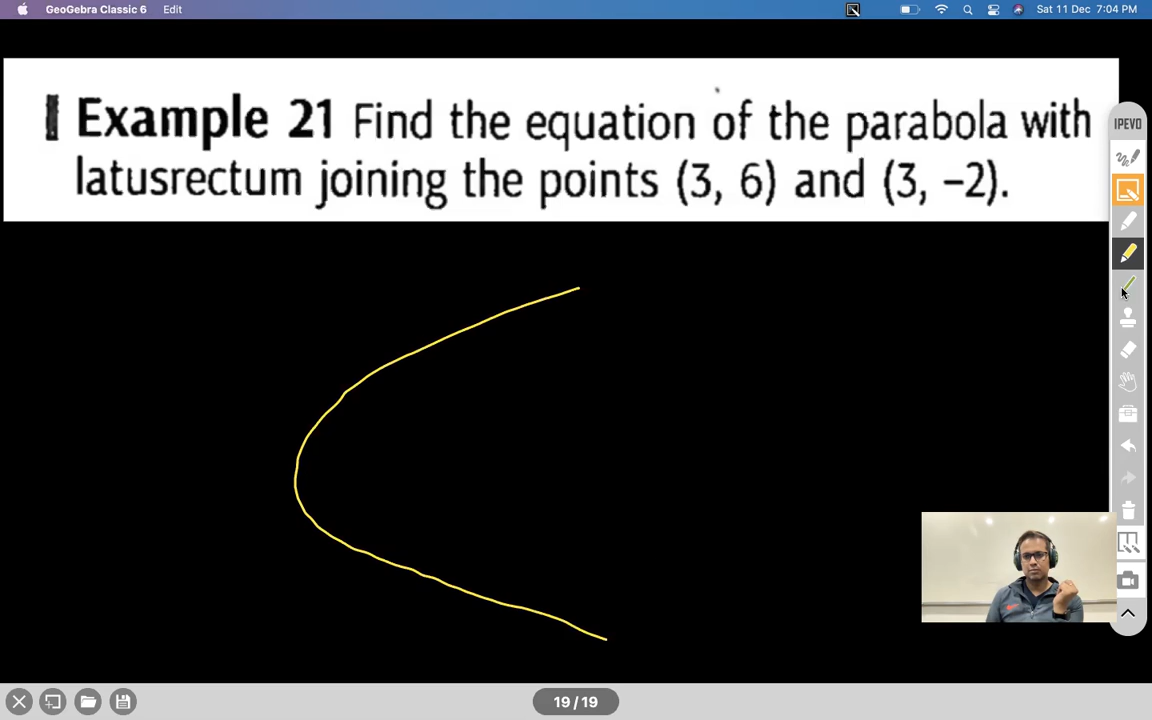 GeoGebra Classic 6 Edit
Sat 11 Dec 7:04 PM
Example 21 Find the equation of the parabola with
latusrectum joining the points (3, 6) and (3, –2).
IPEVO
19 / 19